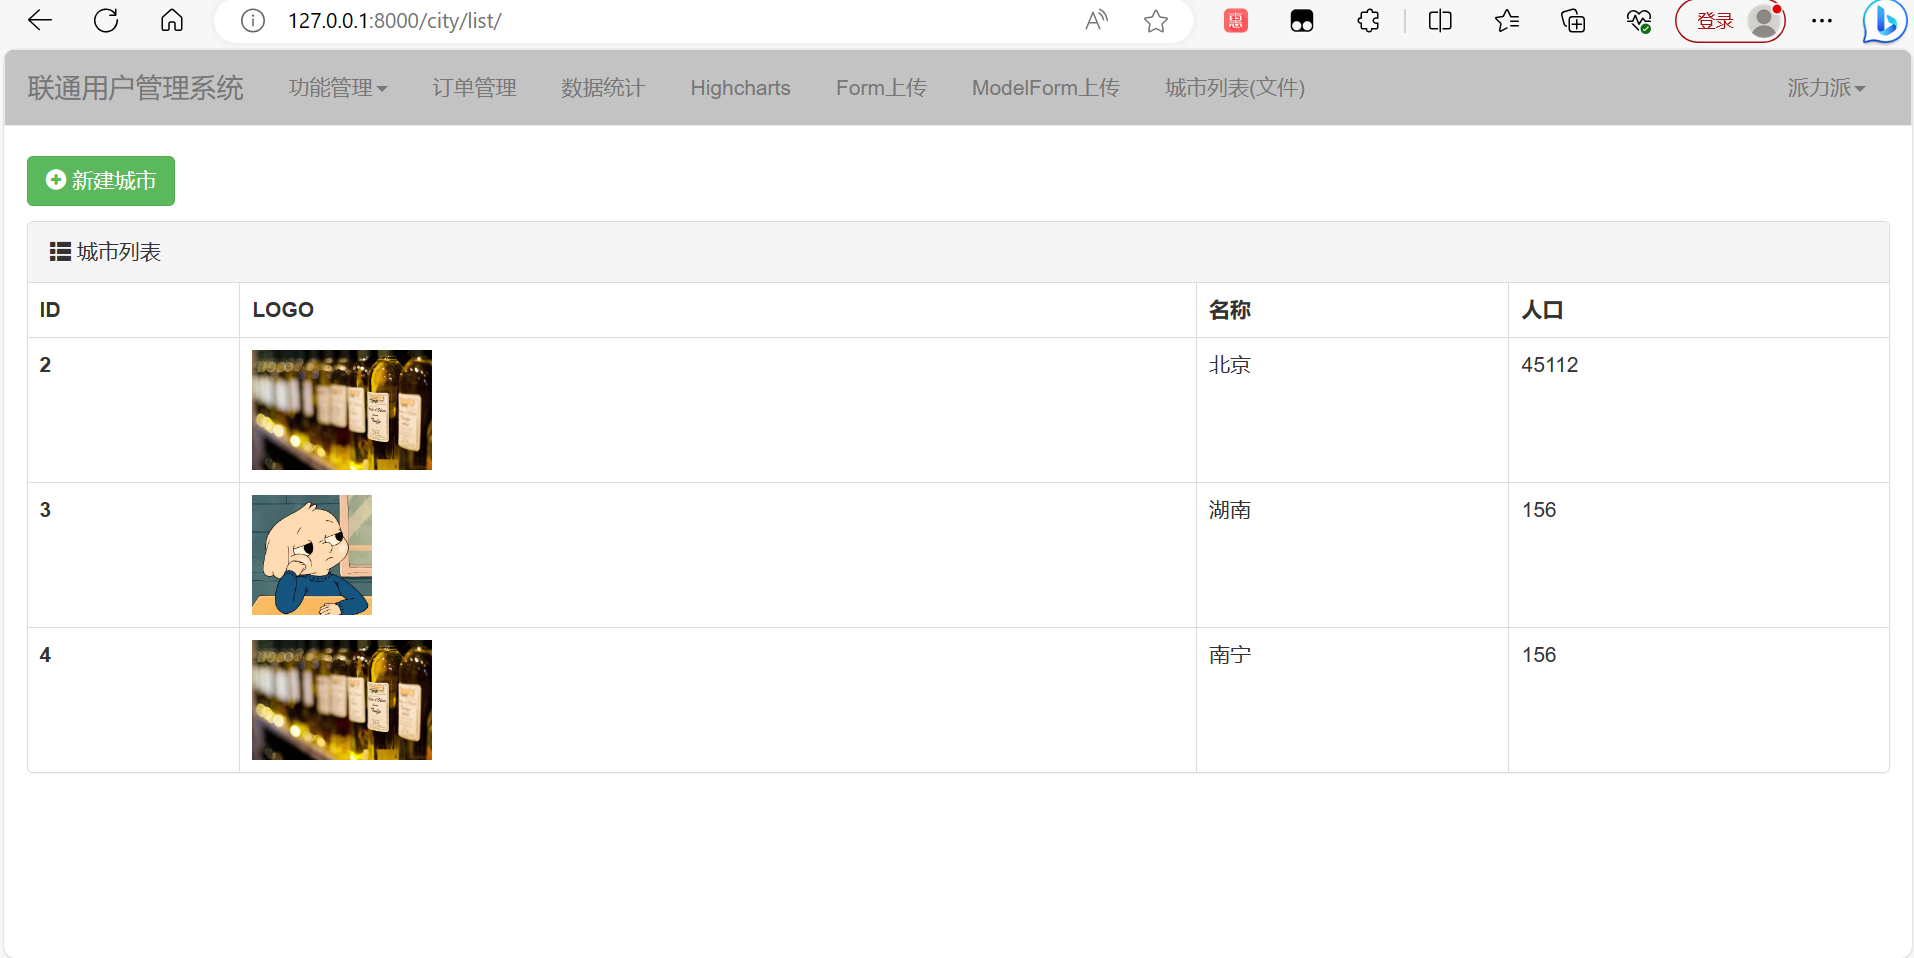 127.0.0.1:8000/city/list/
惠
登录
联通用户管理系统 功能管理 订单管理 数据统计 Highcharts Form上传 ModelForm上传 城市列表(文件) 派力派
新建城市
城市列表
ID LOGO 名称 人口
2 北京 45112
3 湖南 156
4 南宁 156